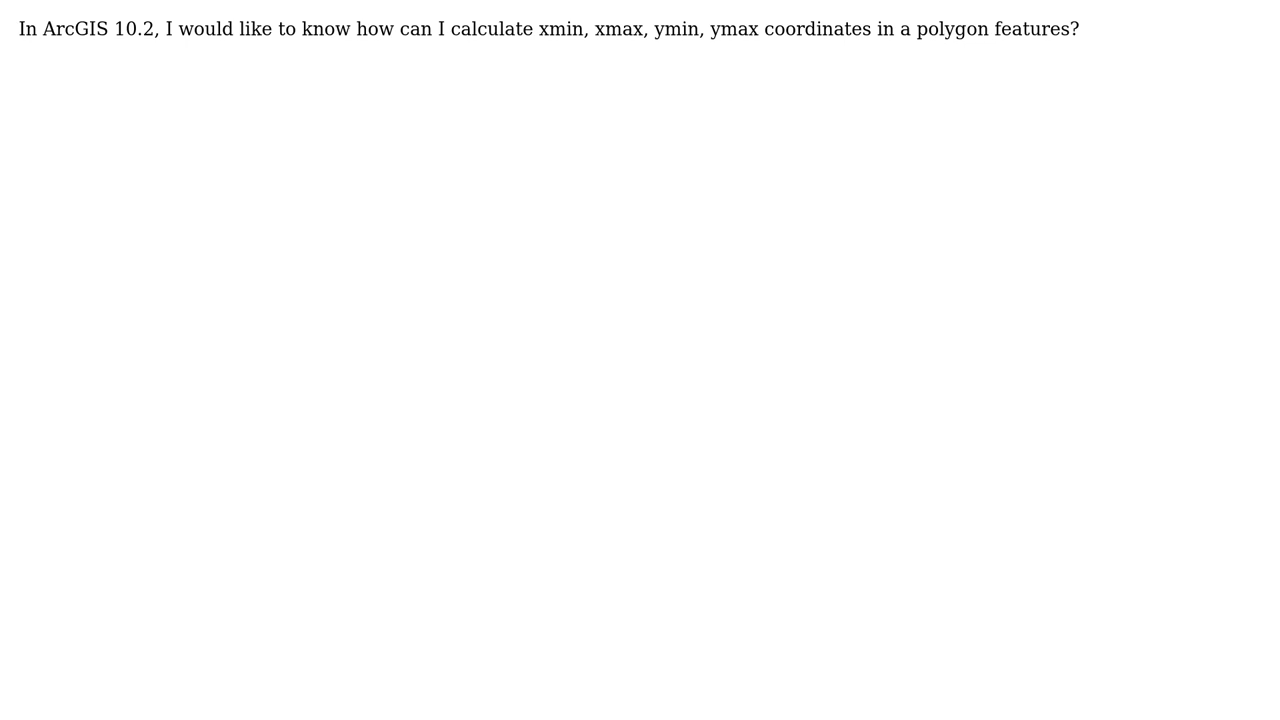 In ArcGIS 10.2, I would like to know how can I calculate xmin, xmax, ymin, ymax coordinates in a polygon features?